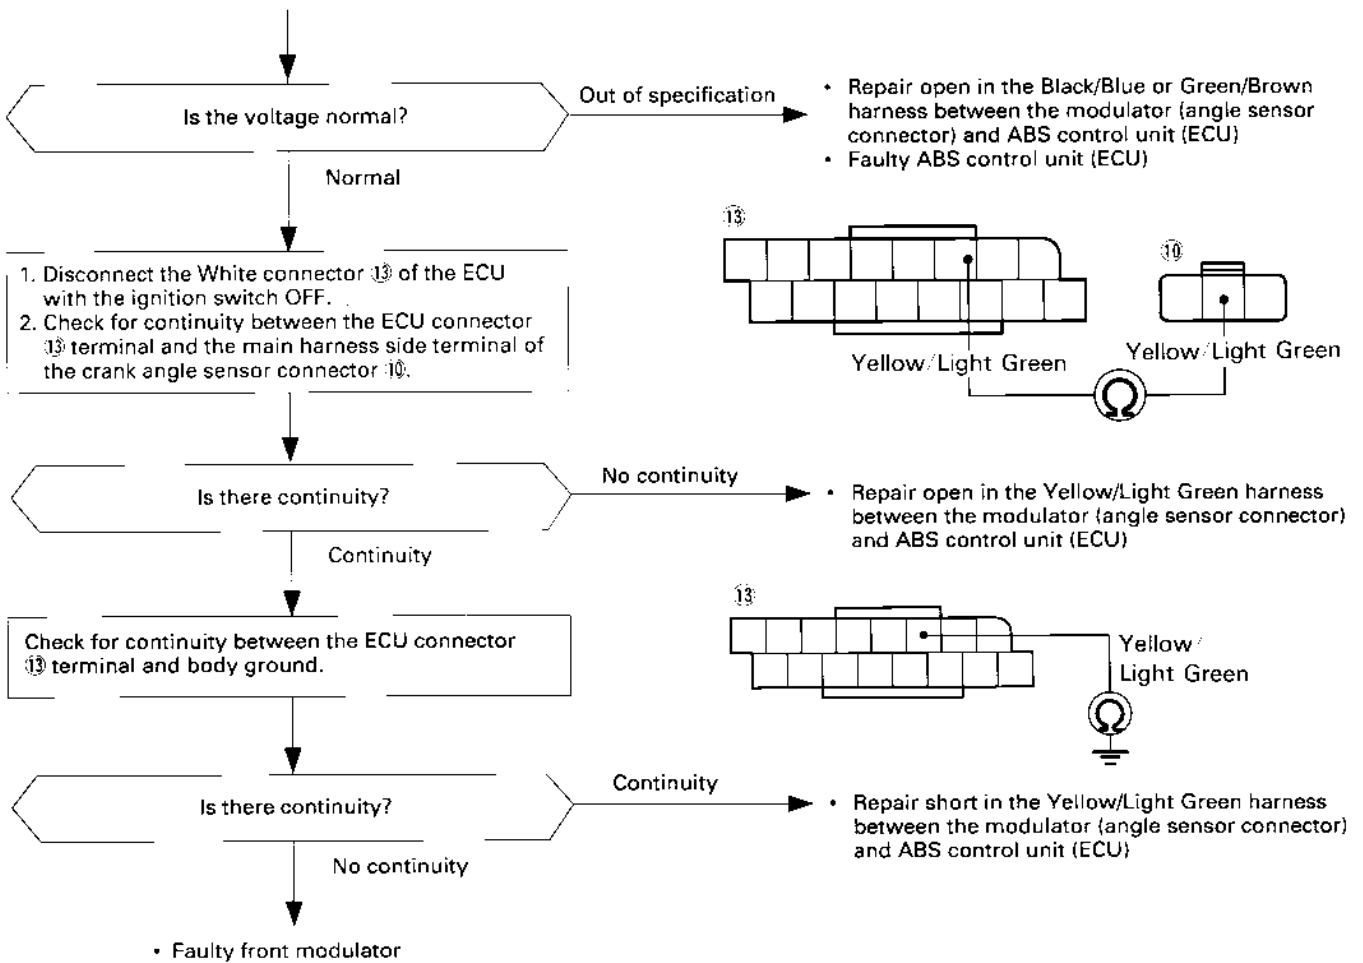 Is the voltage normal?
Out of specification
• Repair open in the Black/Blue or Green/Brown
harness between the modulator (angle sensor
connector) and ABS control unit (ECU)
• Faulty ABS control unit (ECU)
Normal
1. Disconnect the White connector ⑬ of the ECU
with the ignition switch OFF.
2. Check for continuity between the ECU connector
⑬ terminal and the main harness side terminal of
the crank angle sensor connector ⑩.
⑬
⑩
Yellow/Light Green
Yellow/Light Green
Ω
Is there continuity?
No continuity
• Repair open in the Yellow/Light Green harness
between the modulator (angle sensor connector)
and ABS control unit (ECU)
Continuity
Check for continuity between the ECU connector
⑬ terminal and body ground.
⑬
Yellow/
Light Green
Ω
Is there continuity?
Continuity
• Repair short in the Yellow/Light Green harness
between the modulator (angle sensor connector)
and ABS control unit (ECU)
No continuity
• Faulty front modulator